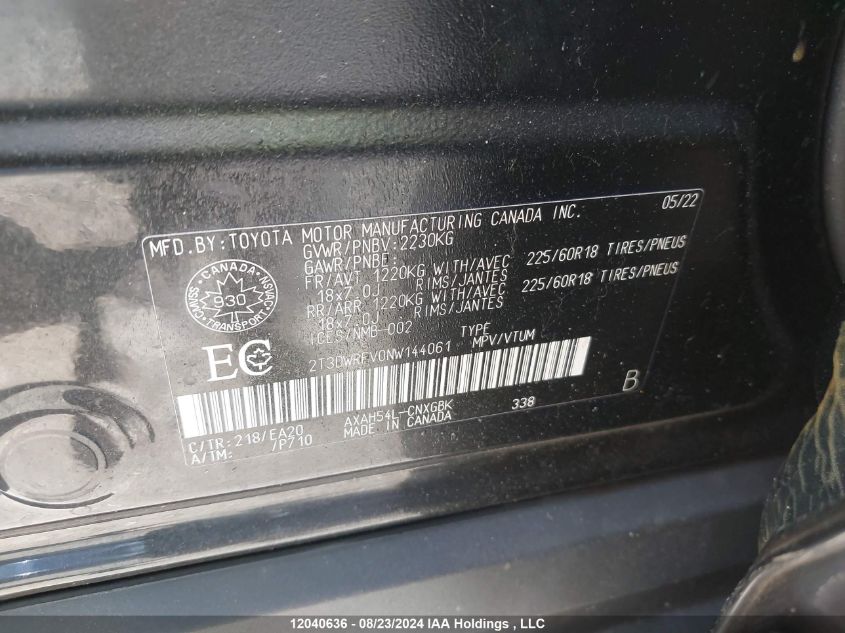 MFD.BY:TOYOTA MOTOR MANUFACTURING CANADA INC. 05/22
GVWR/PNBV:2230KG
GAWR/PNBE:
FR/AVT 1220KG WITH/AVEC 225/60R18 TIRES/PNEUS
18x7.0J RIMS/JANTES
RR/ARR 1220KG WITH/AVEC 225/60R18 TIRES/PNEUS
18x7.0J RIMS/JANTES
ICES/NMB-002 TYPE
2T3DWRFV0NW144061 MPV/VTUM
CANADA
CMVSS NSVAC
930
TRANSPORT
EC
B
C/TR:218/EA20 AXAH54L-CNXGBK 338
A/TM: /P710 MADE IN CANADA
12040636 - 08/23/2024 IAA Holdings , LLC